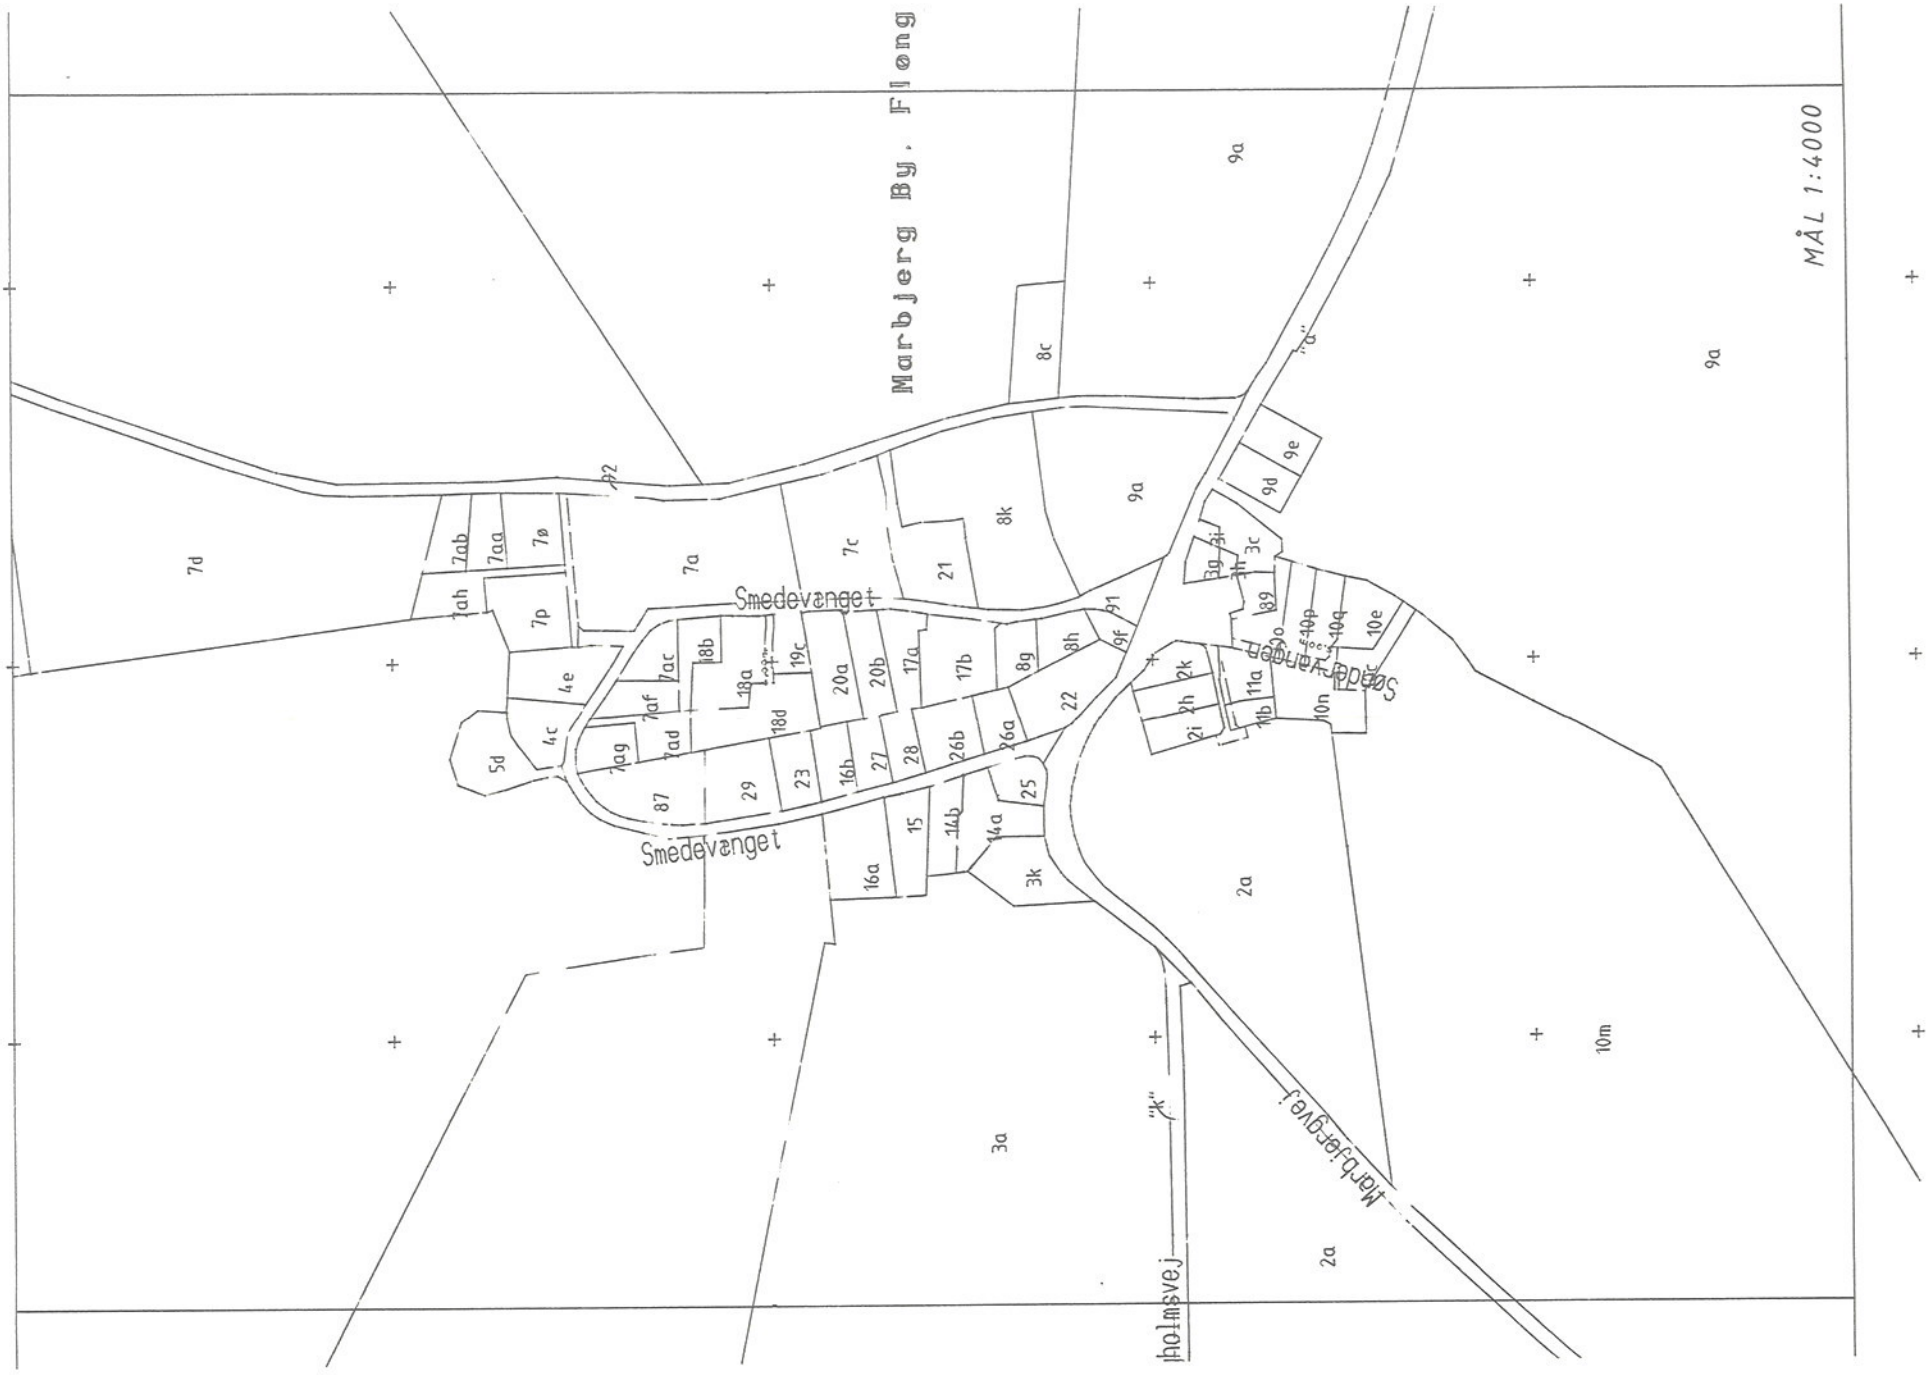 Marbjerg By, Fløng
MÅL 1:4000
9a
"a"
9a
8c
92
9e
9d
7d
7ab
7aa
7ø
7a
7c
8k
9a
21
7ah
7p
Smedevænget
91
3i
3c
3g
3h
89
9f
8h
8g
17b
17a
20b
20a
19c
18b
18a
7ac
7af
4e
4c
5d
7ag
7ad
18d
10p
10q
10e
Søndervangen
2k
2h
2i
11a
11b
10n
22
26a
26b
28
27
16b
23
29
87
Smedevænget
25
14a
14b
15
16a
3k
2a
3a
"k"
10m
Marbjergvej
holmsvej
2a